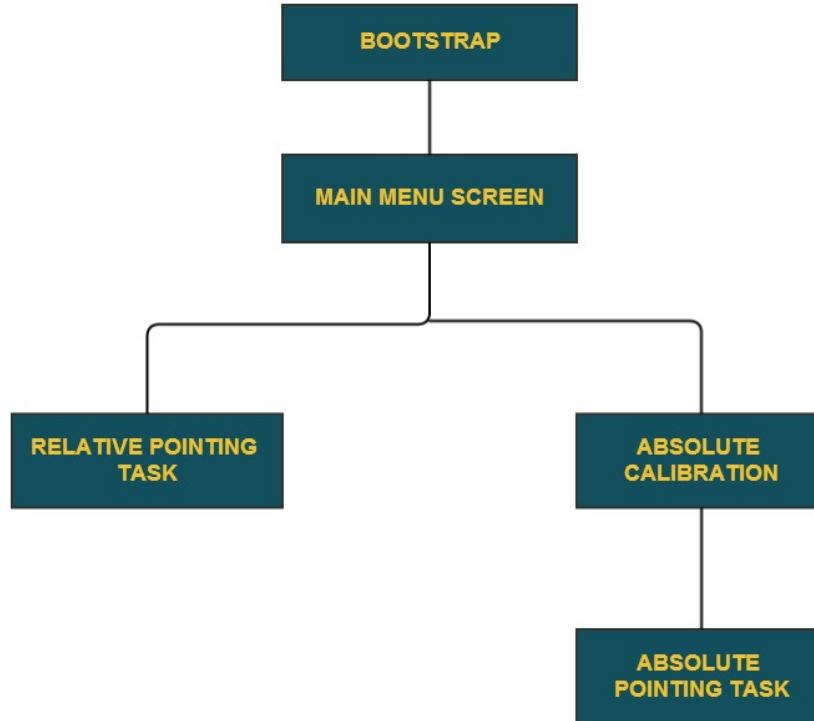 BOOTSTRAP
MAIN MENU SCREEN
RELATIVE POINTING
TASK
ABSOLUTE
CALIBRATION
ABSOLUTE
POINTING TASK